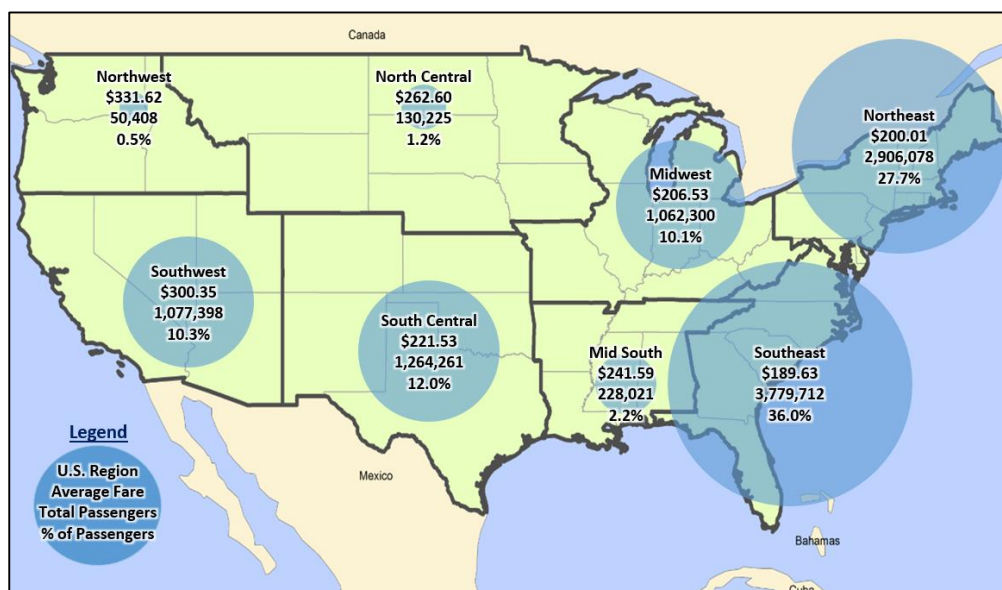 Canada
Northwest
$331.62
50,408
0.5%
North Central
$262.60
130,225
1.2%
Northeast
$200.01
2,906,078
27.7%
Midwest
$206.53
1,062,300
10.1%
Southwest
$300.35
1,077,398
10.3%
South Central
$221.53
1,264,261
12.0%
Mid South
$241.59
228,021
2.2%
Southeast
$189.63
3,779,712
36.0%
Legend
U.S. Region
Average Fare
Total Passengers
% of Passengers
Mexico
Bahamas
Cuba